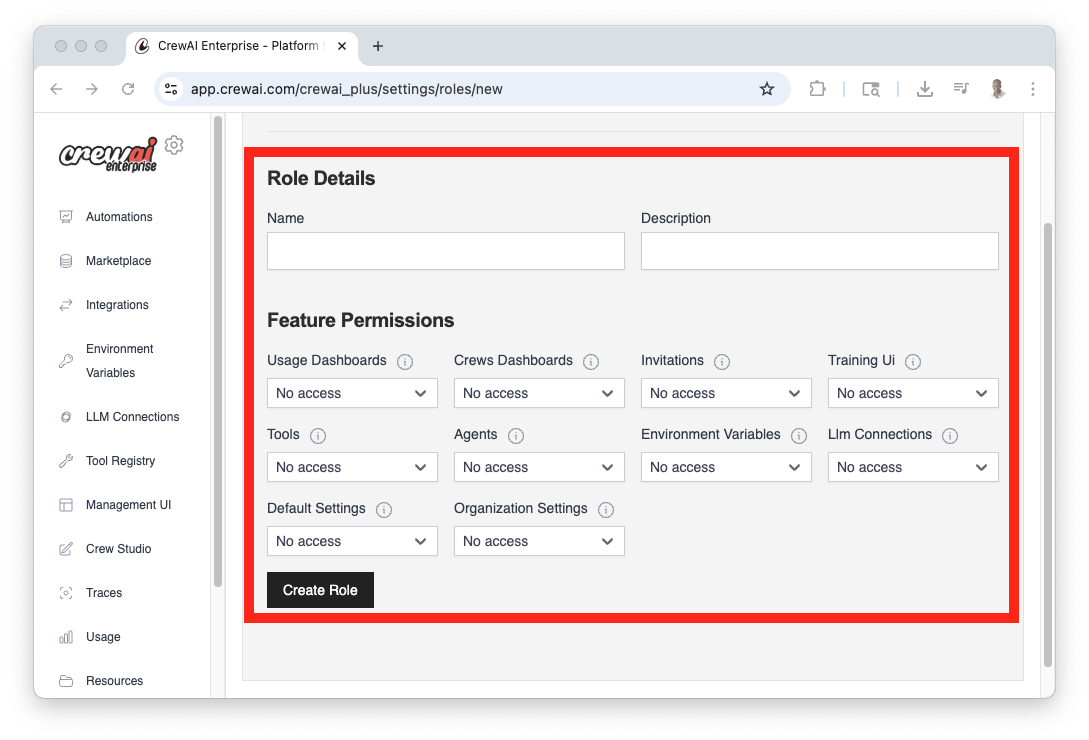 CrewAI Enterprise - Platform
app.crewai.com/crewai_plus/settings/roles/new
crewai
enterprise
Automations
Marketplace
Integrations
Environment
Variables
LLM Connections
Tool Registry
Management UI
Crew Studio
Traces
Usage
Resources
Role Details
Name Description
Feature Permissions
Usage Dashboards Crews Dashboards Invitations Training Ui
No access No access No access No access
Tools Agents Environment Variables Llm Connections
No access No access No access No access
Default Settings Organization Settings
No access No access
Create Role